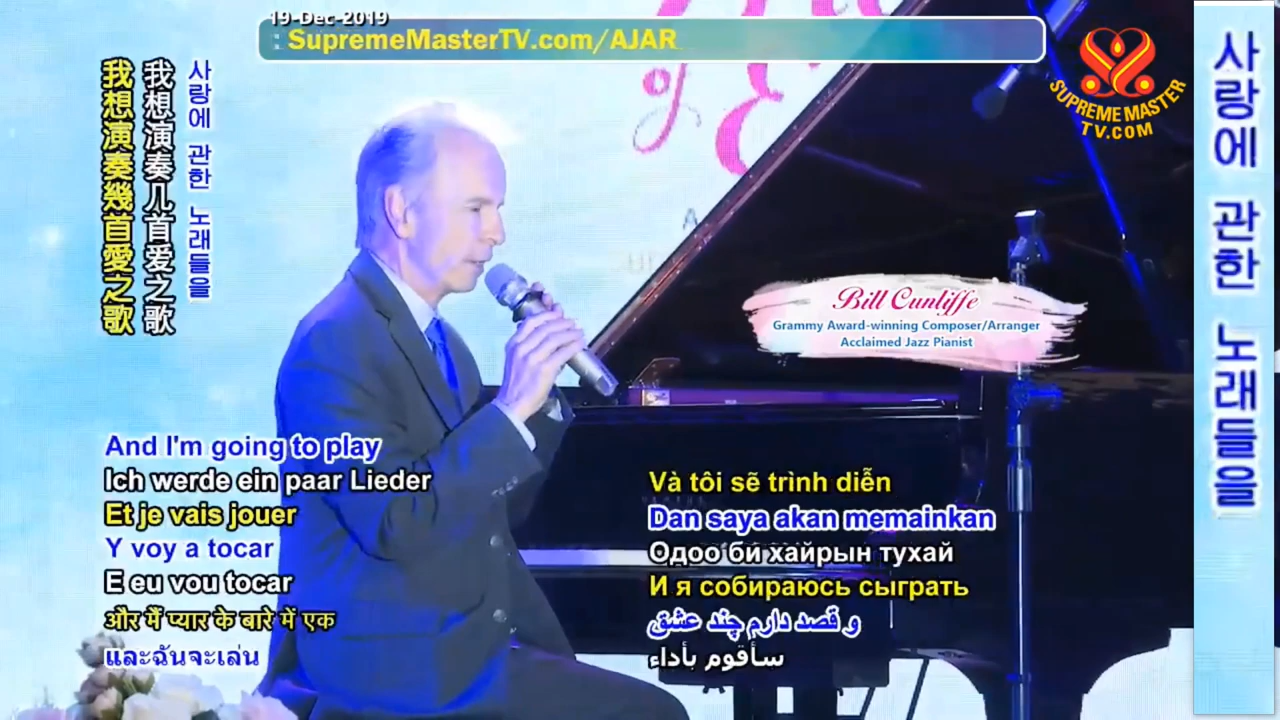 19-Dec-2019
SupremeMasterTV.com/AJAR
SUPREME MASTER
TV.COM
of
사랑에 관한 노래들을
我想演奏几首爱之歌
我想演奏幾首愛之歌
사랑에 관한 노래들을
Bill Cunliffe
Grammy Award-winning Composer/Arranger
Acclaimed Jazz Pianist
And I'm going to play
Ich werde ein paar Lieder
Et je vais jouer
Y voy a tocar
E eu vou tocar
और मैं प्यार के बारे में एक
และฉันจะเล่น
Và tôi sẽ trình diễn
Dan saya akan memainkan
Одоо би хайрын тухай
И я собираюсь сыграть
و قصد دارم چند عشق
سأقوم بأداء